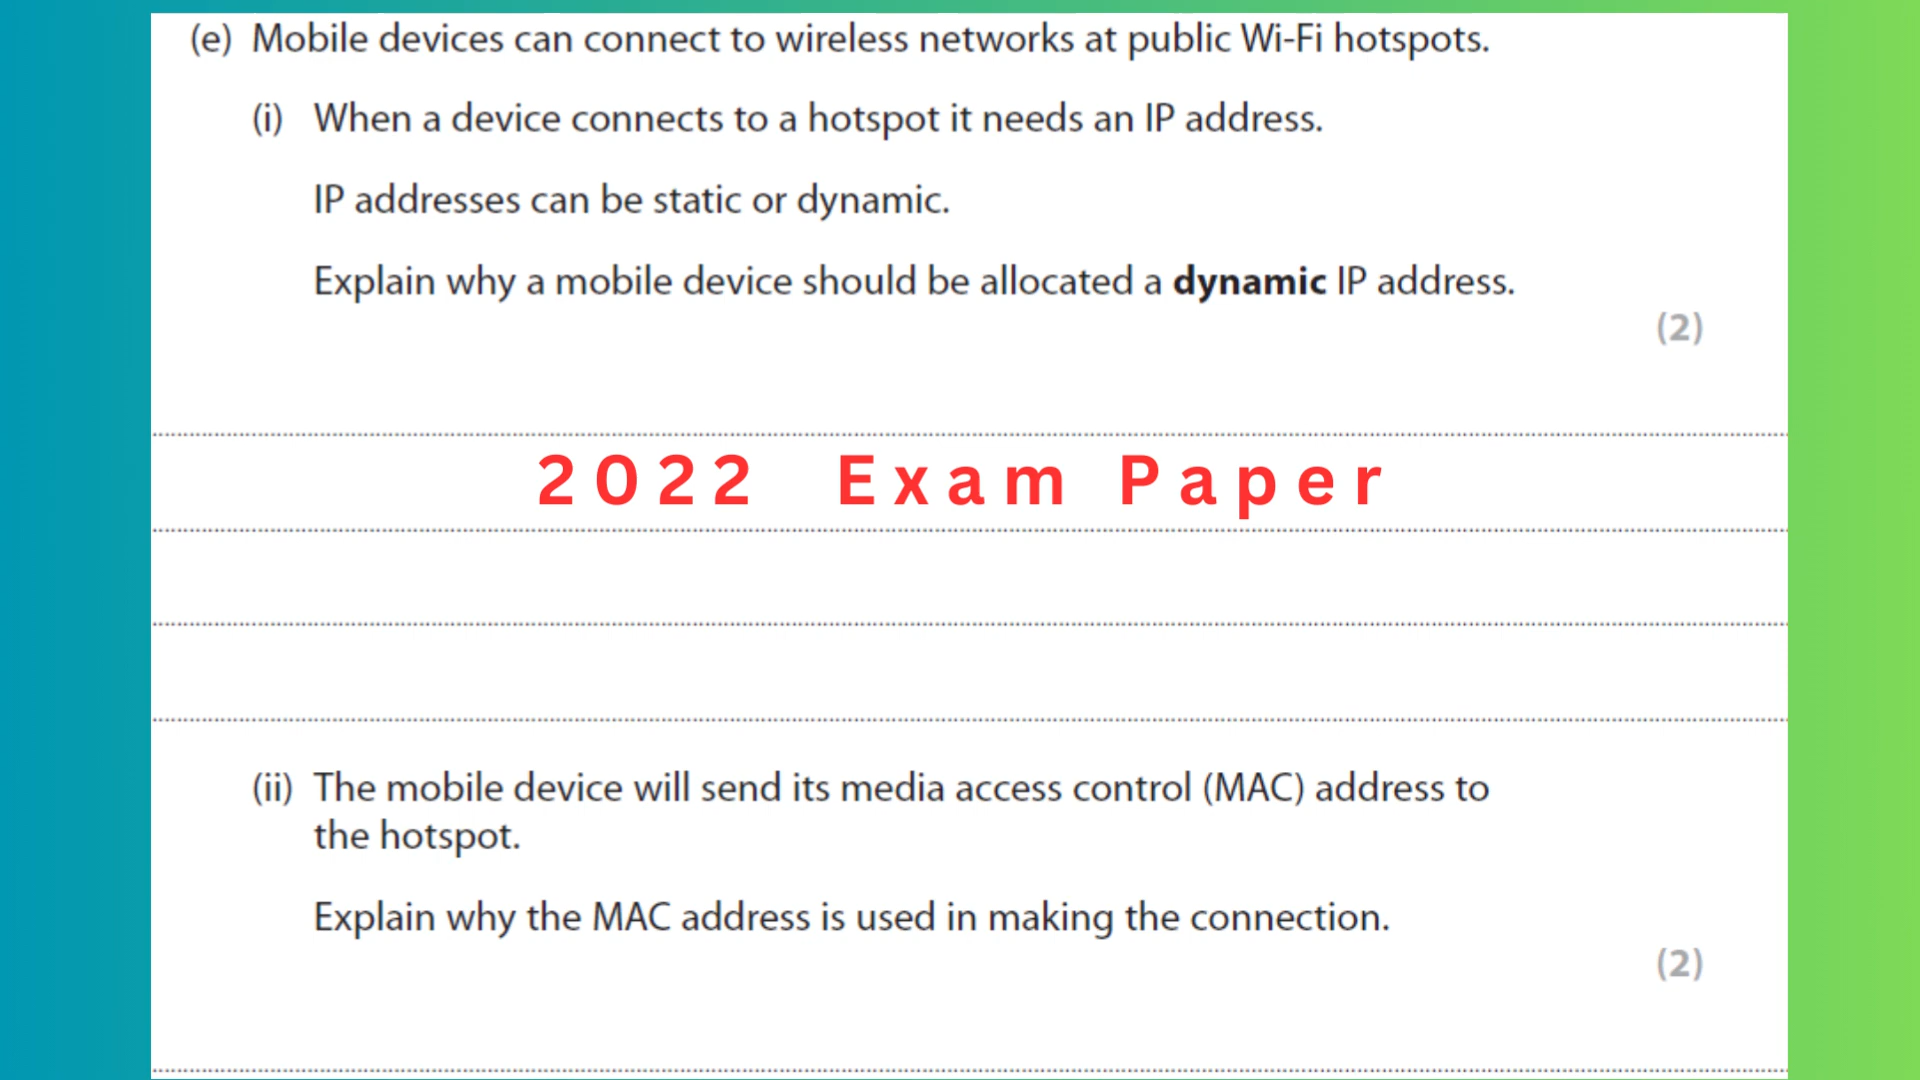 (e) Mobile devices can connect to wireless networks at public Wi-Fi hotspots.
(i) When a device connects to a hotspot it needs an IP address.
IP addresses can be static or dynamic.
Explain why a mobile device should be allocated a dynamic IP address.
(2)
2022 Exam Paper
(ii) The mobile device will send its media access control (MAC) address to
the hotspot.
Explain why the MAC address is used in making the connection.
(2)